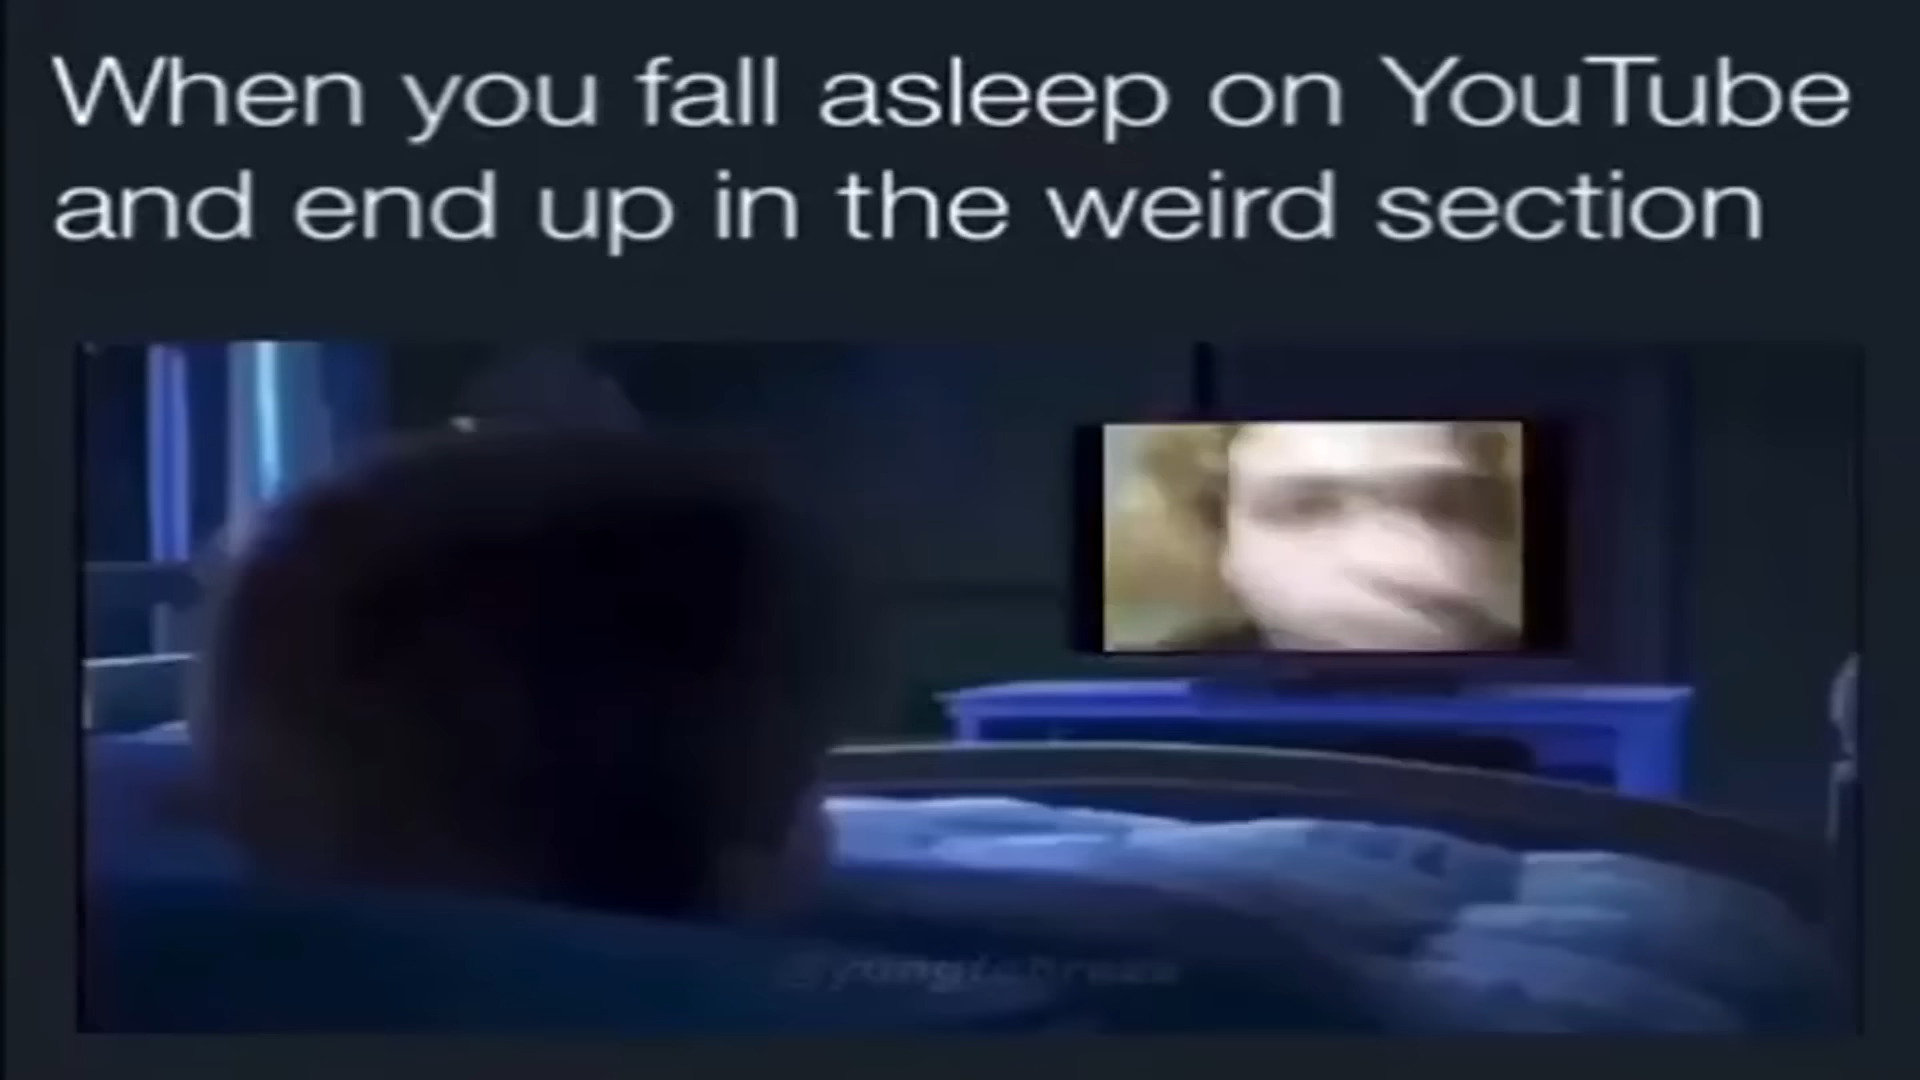 When you fall asleep on YouTube
and end up in the weird section